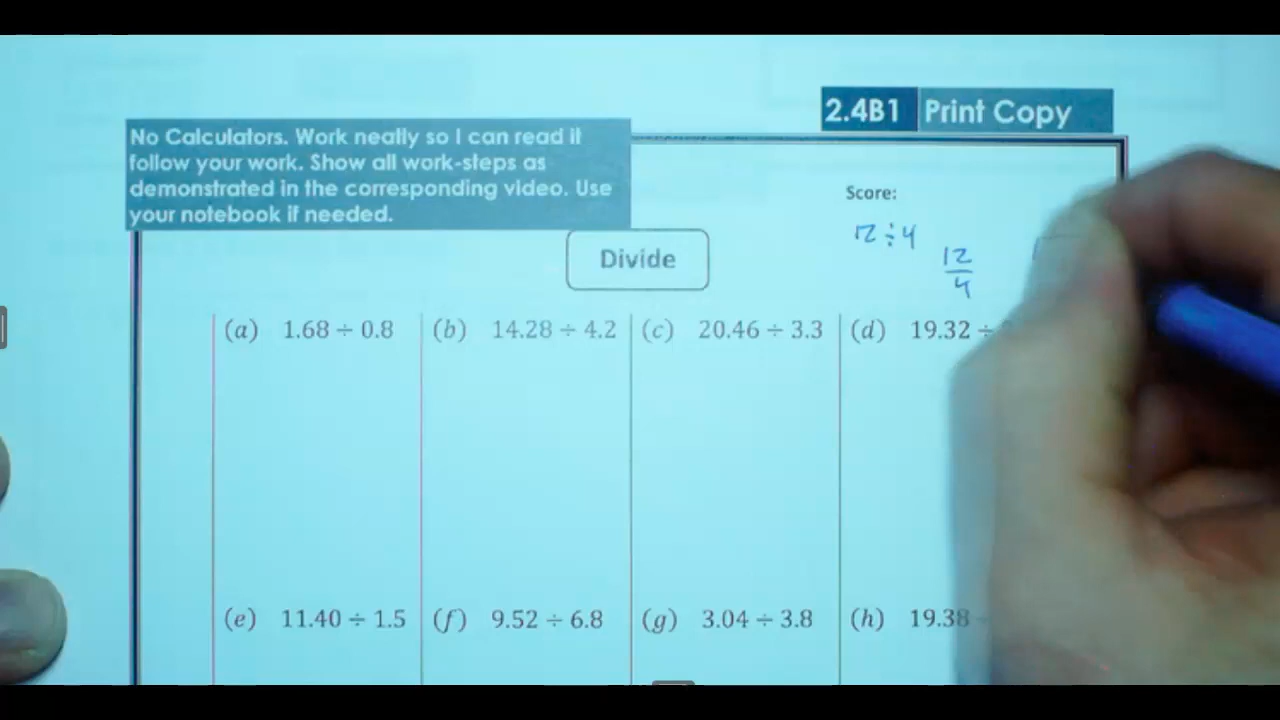 2.4B1 Print Copy
No Calculators. Work neatly so I can read it
follow your work. Show all work-steps as
demonstrated in the corresponding video. Use
your notebook if needed.
Score:
12 ÷ 4
12
4
Divide
(a) 1.68 ÷ 0.8 (b) 14.28 ÷ 4.2 (c) 20.46 ÷ 3.3 (d) 19.32 ÷
(e) 11.40 ÷ 1.5 (f) 9.52 ÷ 6.8 (g) 3.04 ÷ 3.8 (h) 19.38